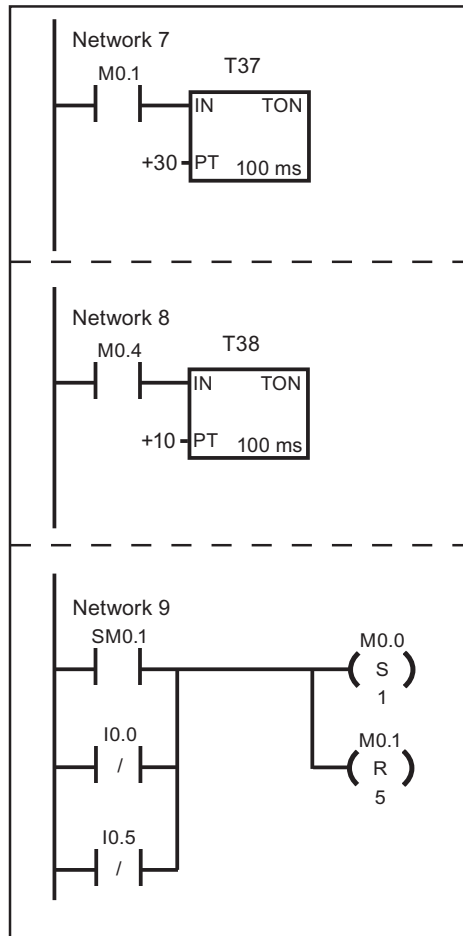 Network 7
T37
M0.1
IN TON
+30 PT 100 ms
Network 8
T38
M0.4
IN TON
+10 PT 100 ms
Network 9
SM0.1 M0.0
S
1
I0.0 M0.1
/ R
5
I0.5
/